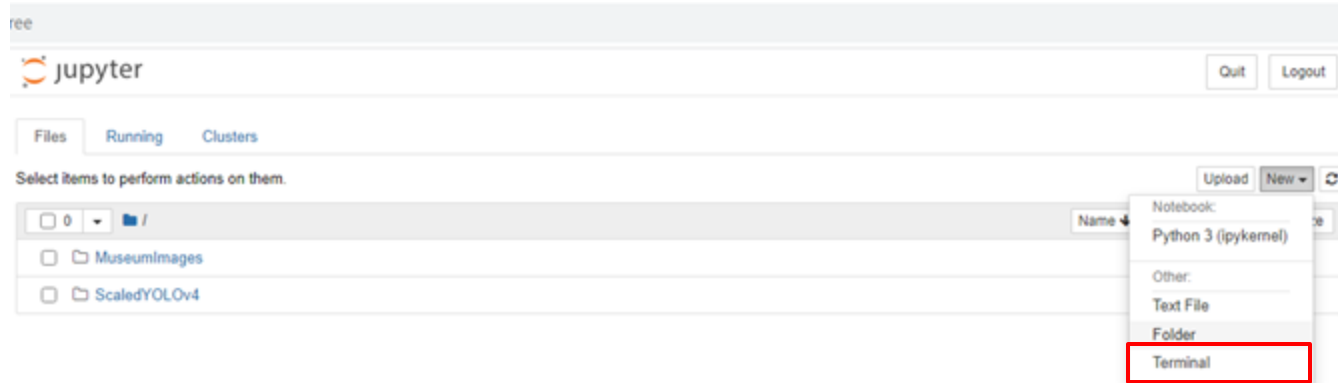 ree
jupyter
Quit Logout
Files Running Clusters
Select items to perform actions on them.
Upload New
0 /
Name
Notebook:
Python 3 (ipykernel)
MuseumImages
Other:
ScaledYOLOv4
Text File
Folder
Terminal